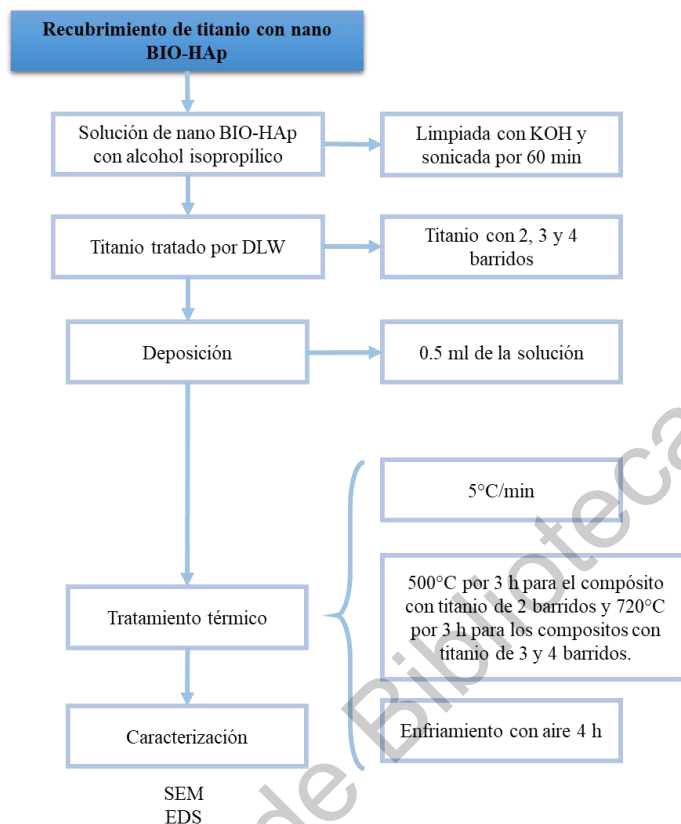 Recubrimiento de titanio con nano
BIO-HAp
Solución de nano BIO-HAp
con alcohol isopropílico
Limpiada con KOH y
sonicada por 60 min
Titanio tratado por DLW
Titanio con 2, 3 y 4
barridos
Deposición
0.5 ml de la solución
5°C/min
Tratamiento térmico
500°C por 3 h para el compósito
con titanio de 2 barridos y 720°C
por 3 h para los compositos con
titanio de 3 y 4 barridos.
Caracterización
Enfriamiento con aire 4 h
SEM
EDS
de Biblioteca